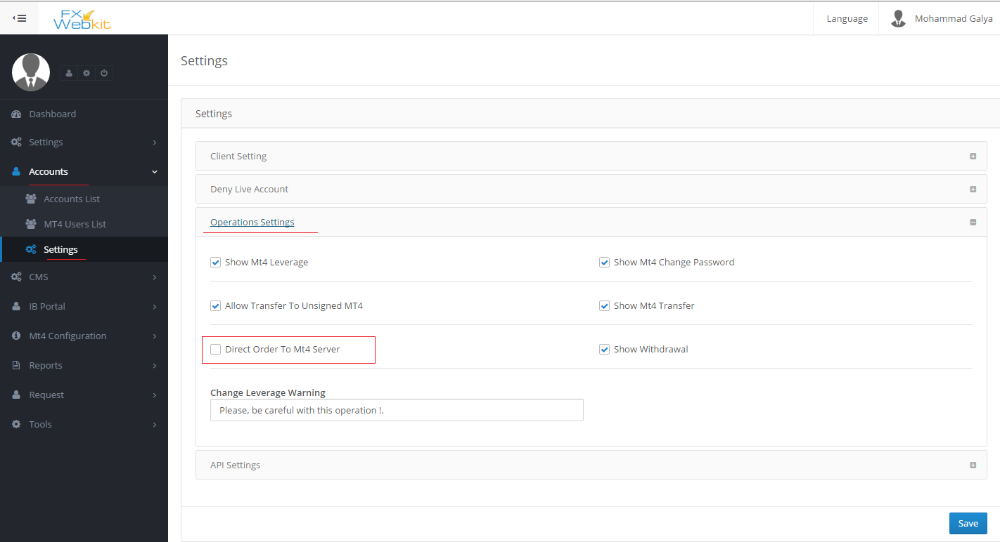 FX
Webkit
Language
Mohammad Galya
Settings
Dashboard
Settings
Accounts
Accounts List
MT4 Users List
Settings
CMS
IB Portal
Mt4 Configuration
Reports
Request
Tools
Settings
Client Setting
Deny Live Account
Operations Settings
Show Mt4 Leverage
Show Mt4 Change Password
Allow Transfer To Unsigned MT4
Show Mt4 Transfer
Direct Order To Mt4 Server
Show Withdrawal
Change Leverage Warning
Please, be careful with this operation !.
API Settings
Save